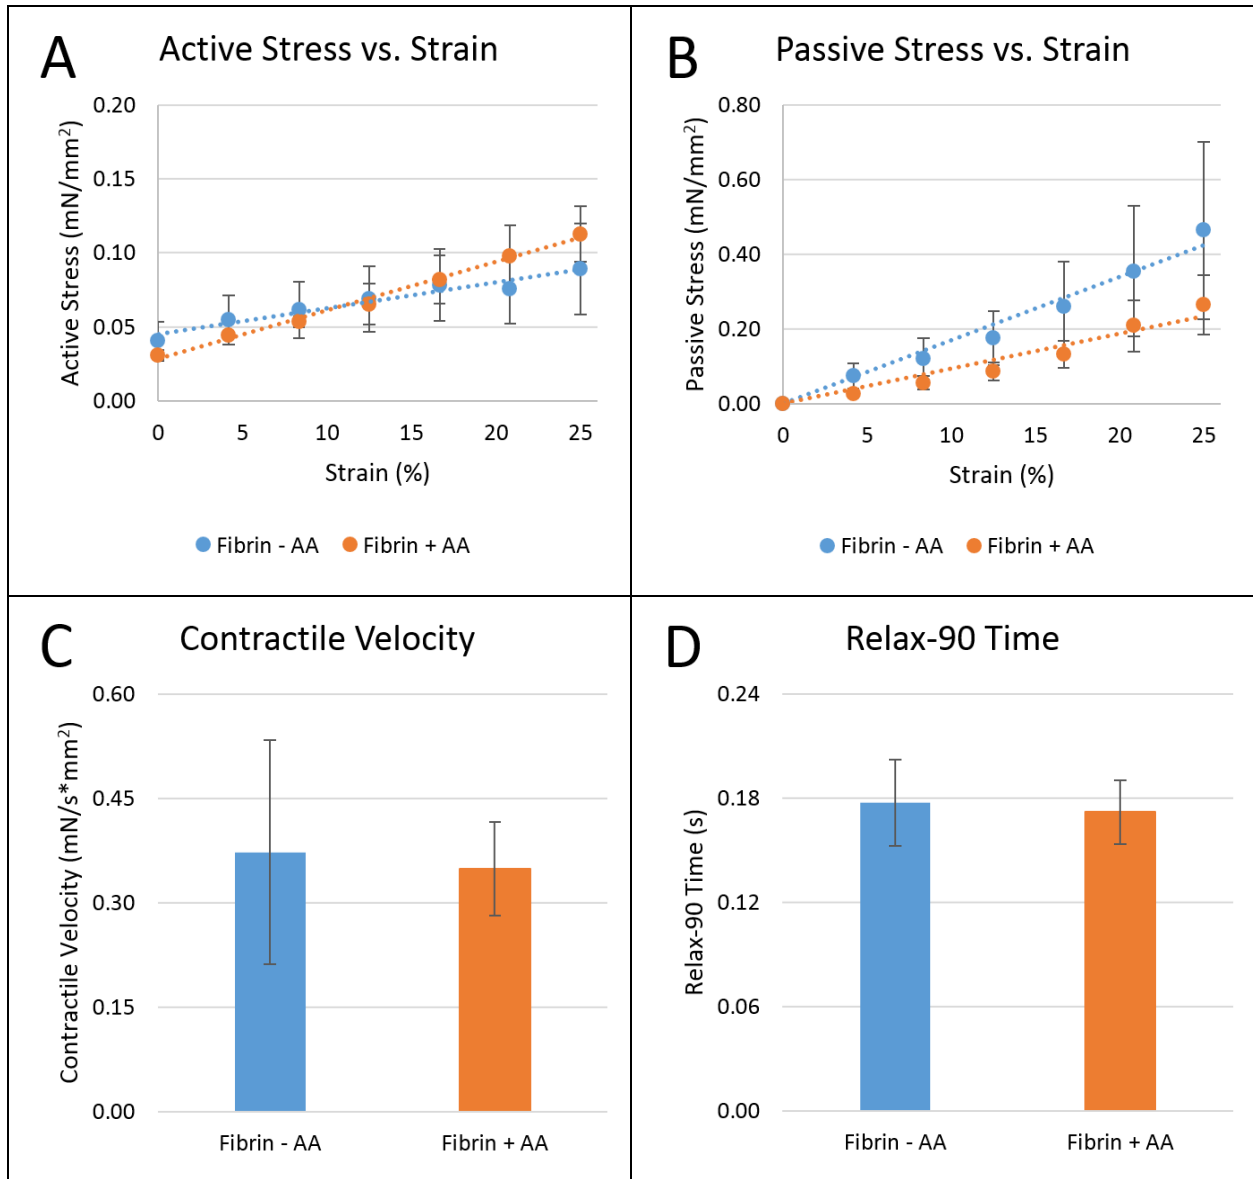 A
Active Stress vs. Strain
Active Stress (mN/mm²)
0.20
0.15
0.10
0.05
0.00
0 5 10 15 20 25
Strain (%)
Fibrin - AA Fibrin + AA
B
Passive Stress vs. Strain
Passive Stress (mN/mm²)
0.80
0.60
0.40
0.20
0.00
0 5 10 15 20 25
Strain (%)
Fibrin - AA Fibrin + AA
C
Contractile Velocity
Contractile Velocity (mN/s*mm²)
0.60
0.45
0.30
0.15
0.00
Fibrin - AA Fibrin + AA
D
Relax-90 Time
Relax-90 Time (s)
0.24
0.18
0.12
0.06
0.00
Fibrin - AA Fibrin + AA